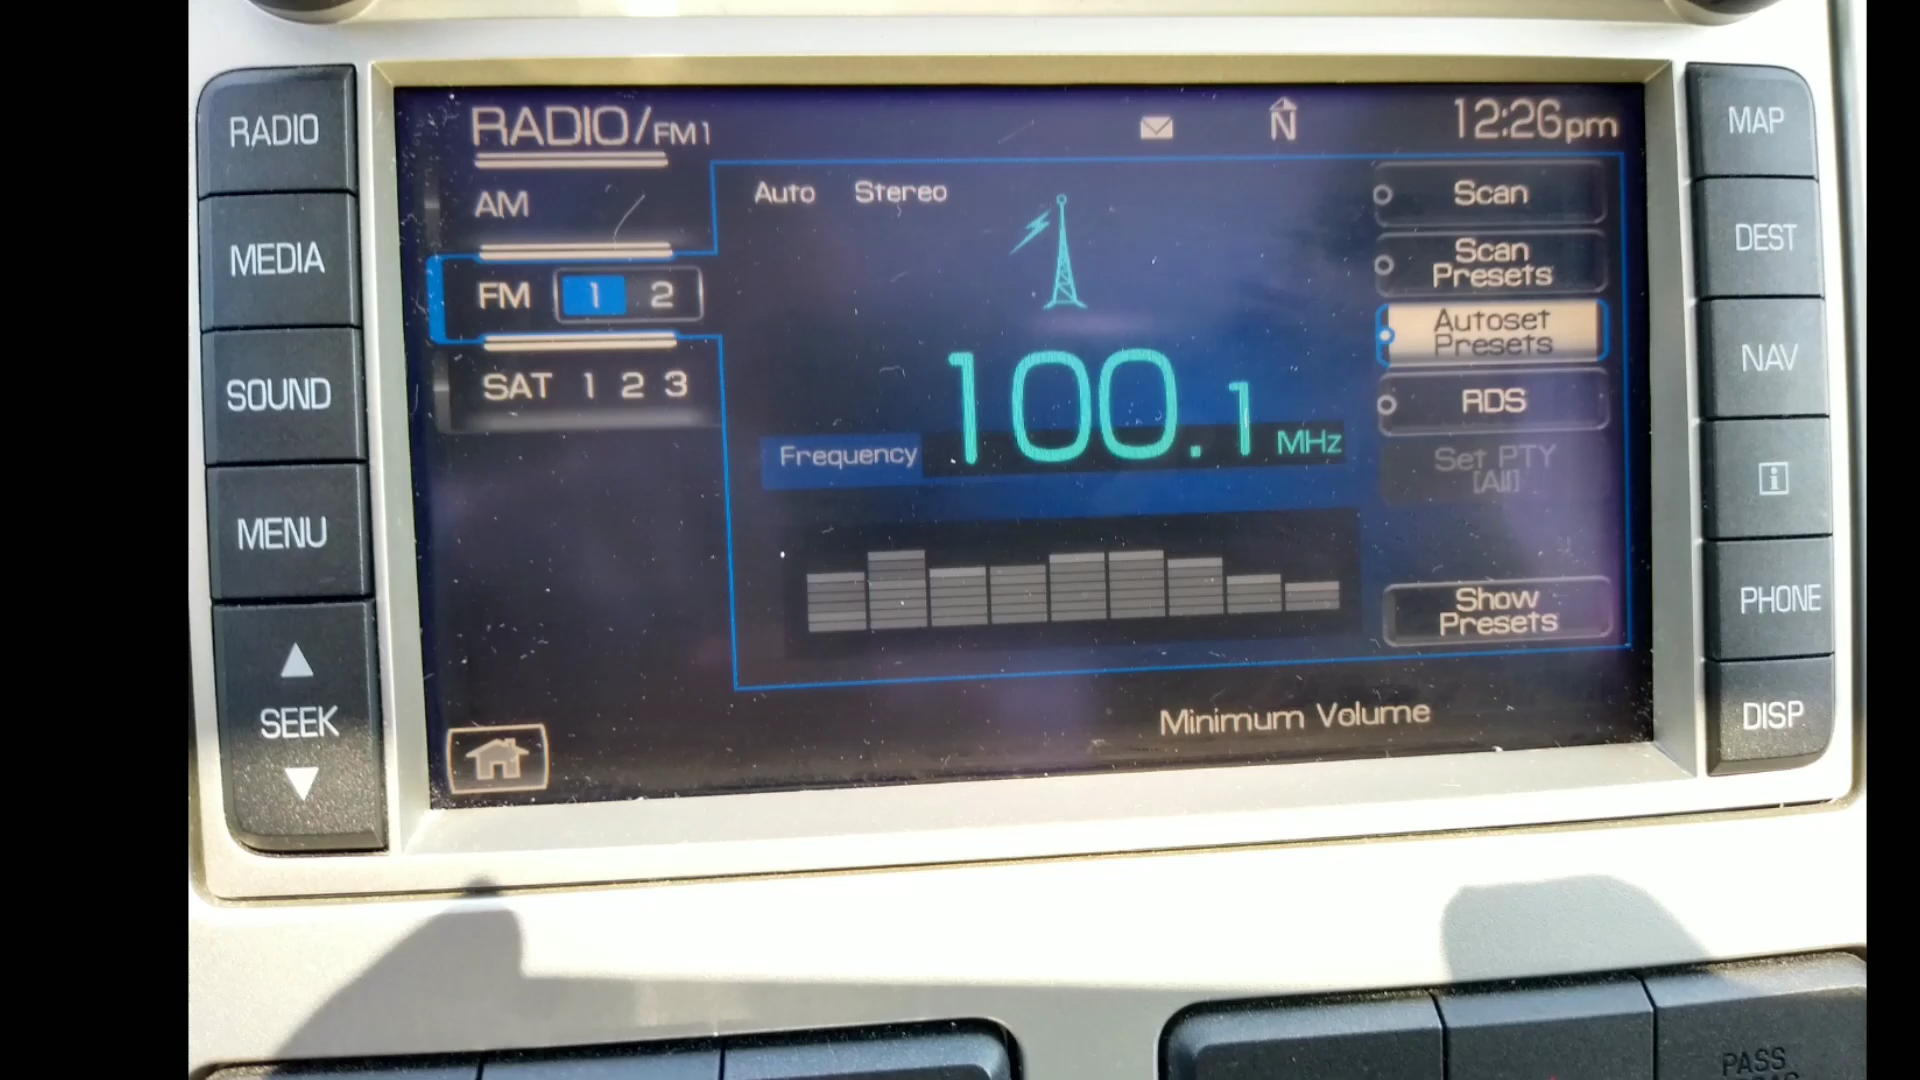 RADIO
MEDIA
SOUND
MENU
SEEK
RADIO/FM1
N
12:26pm
AM
FM 1 2
SAT 1 2 3
Auto Stereo
100.1 MHz
Frequency
Scan
Scan
Presets
Autoset
Presets
RDS
Set PTY
[All]
Show
Presets
Minimum Volume
MAP
DEST
NAV
i
PHONE
DISP
PASS